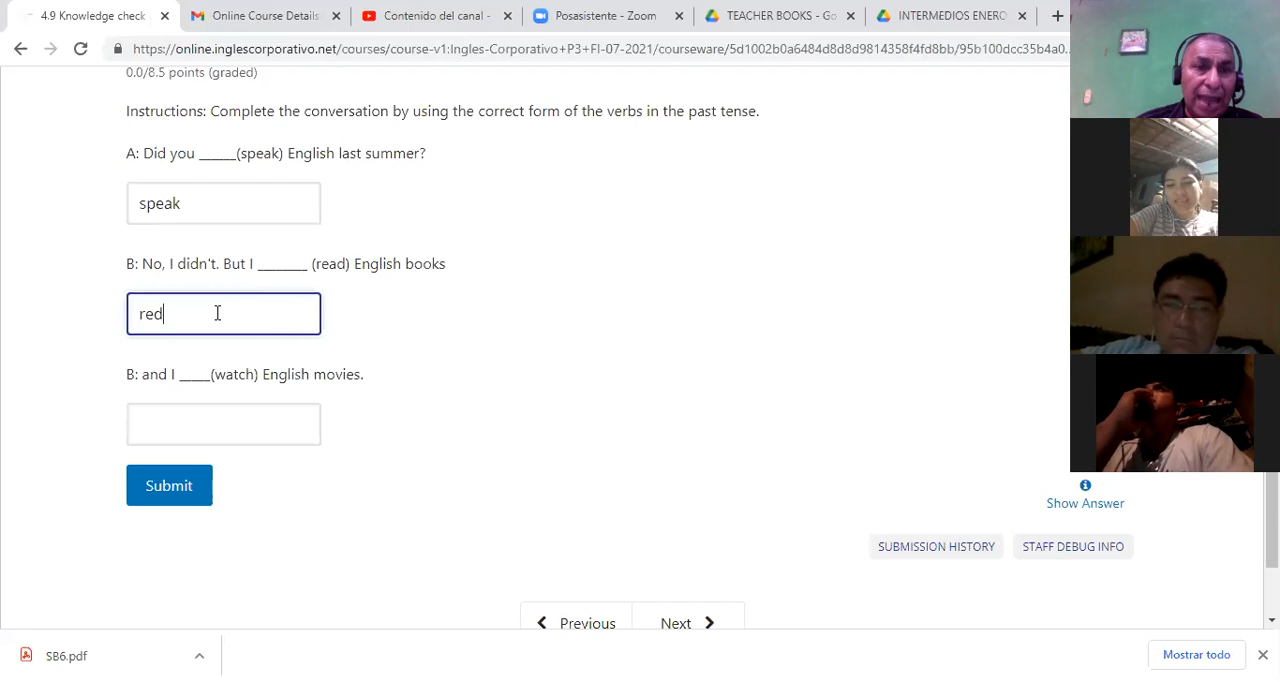 4.9 Knowledge check
Online Course Details
Contenido del canal -
Posasistente - Zoom
TEACHER BOOKS - Go
INTERMEDIOS ENERO
https://online.inglescorporativo.net/courses/course-v1:Ingles-Corporativo+P3+FI-07-2021/courseware/5d1002b0a6484d8d8d9814358f4fd8bb/95b100dcc35b4a0...
0.0/8.5 points (graded)
Instructions: Complete the conversation by using the correct form of the verbs in the past tense.
A: Did you ______(speak) English last summer?
speak
B: No, I didn't. But I ________ (read) English books
red
B: and I _____(watch) English movies.
Submit
Show Answer
SUBMISSION HISTORY
STAFF DEBUG INFO
Previous
Next
SB6.pdf
Mostrar todo